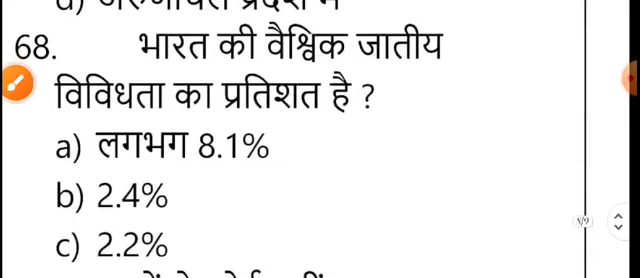 68. भारत की वैश्विक जातीय
विविधता का प्रतिशत है ?
a) लगभग 8.1%
b) 2.4%
c) 2.2%